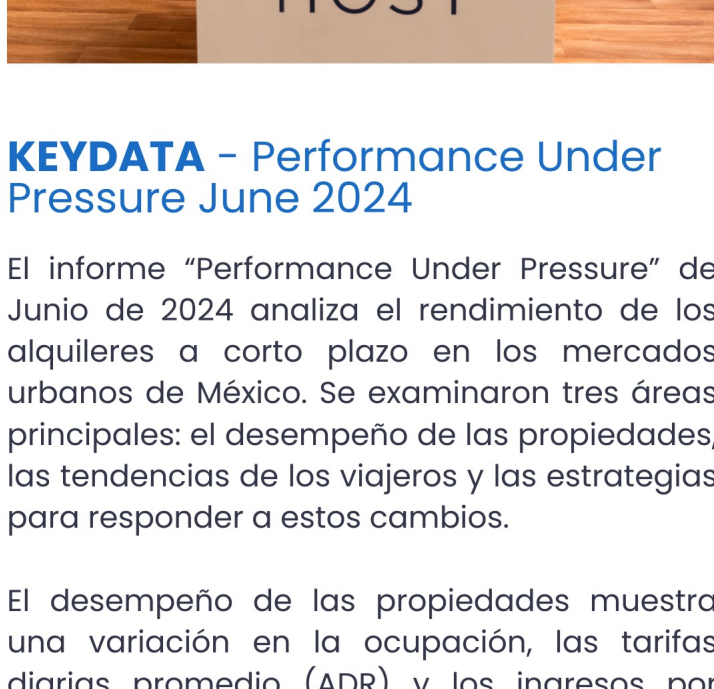 HOST
KEYDATA - Performance Under
Pressure June 2024
El informe “Performance Under Pressure” de
Junio de 2024 analiza el rendimiento de los
alquileres a corto plazo en los mercados
urbanos de México. Se examinaron tres áreas
principales: el desempeño de las propiedades,
las tendencias de los viajeros y las estrategias
para responder a estos cambios.
El desempeño de las propiedades muestra
una variación en la ocupación, las tarifas
diarias promedio (ADR) y los ingresos por